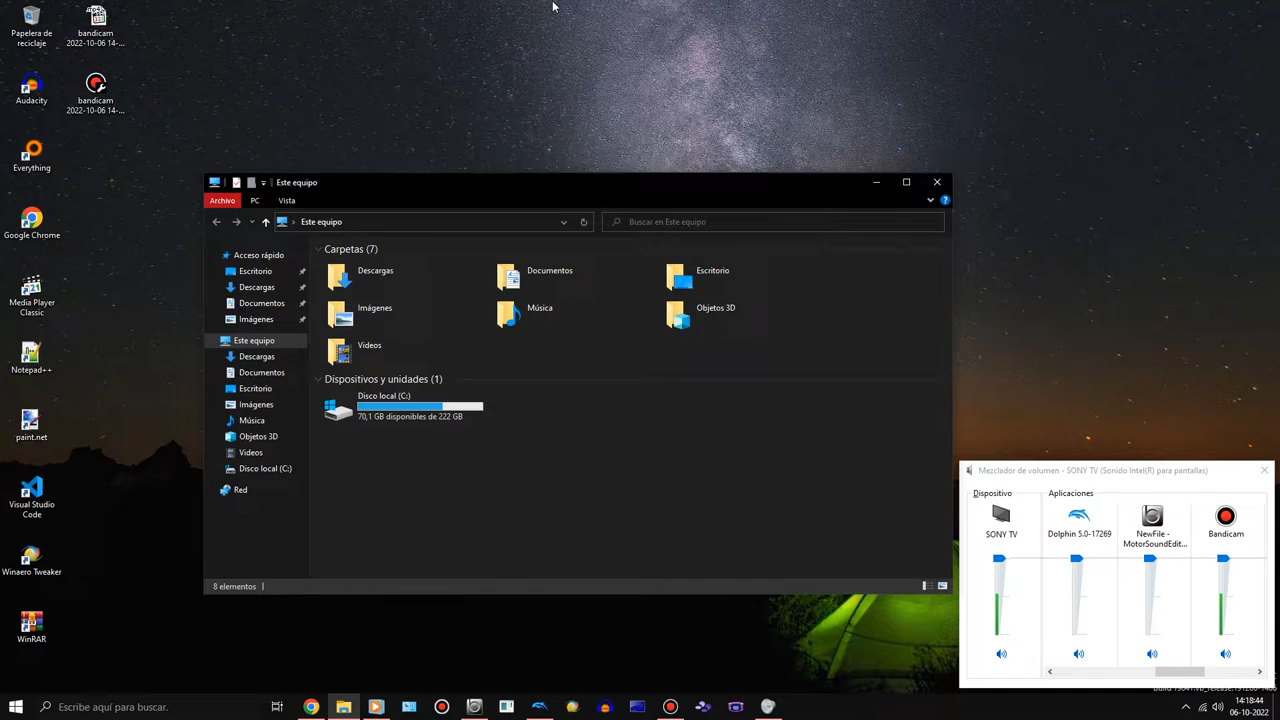 Papelera de
reciclaje
bandicam
2022-10-06 14-...
Audacity
bandicam
2022-10-06 14-...
Everything
Google Chrome
Media Player
Classic
Notepad++
paint.net
Visual Studio
Code
Winaero Tweaker
WinRAR
Este equipo
Archivo
PC
Vista
Este equipo
Buscar en Este equipo
Acceso rápido
Escritorio
Descargas
Documentos
Imágenes
Este equipo
Descargas
Documentos
Escritorio
Imágenes
Música
Objetos 3D
Videos
Disco local (C:)
Red
Carpetas (7)
Descargas
Documentos
Escritorio
Imágenes
Música
Objetos 3D
Videos
Dispositivos y unidades (1)
Disco local (C:)
70,1 GB disponibles de 222 GB
8 elementos
Mezclador de volumen - SONY TV (Sonido Intel(R) para pantallas)
Dispositivo
Aplicaciones
SONY TV
Dolphin 5.0-17269
NewFile -
MotorSoundEdit...
Bandicam
Escribe aquí para buscar.
14:18:44
06-10-2022